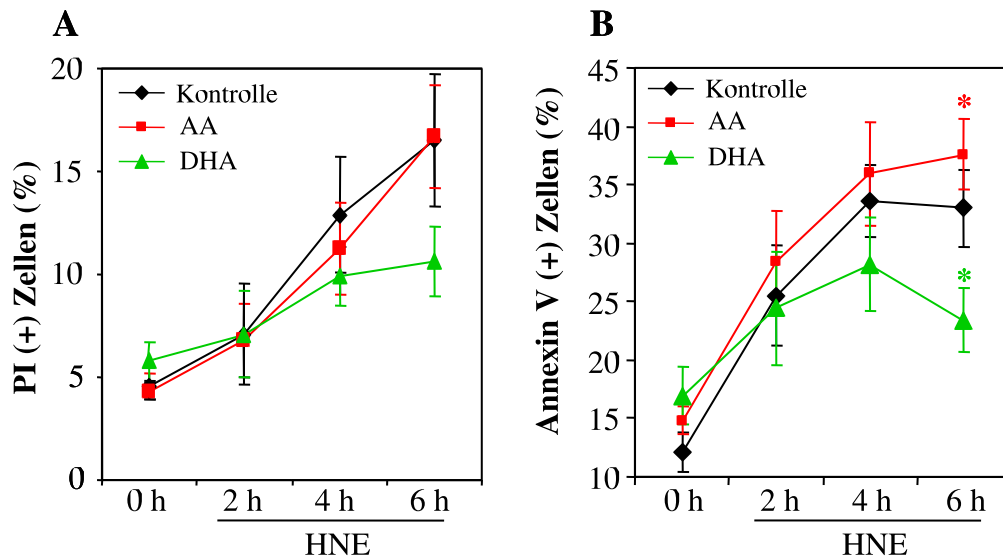 A
PI (+) Zellen (%)
20
15
10
5
0
Kontrolle
AA
DHA
0 h
2 h
4 h
6 h
HNE
B
Annexin V (+) Zellen (%)
45
40
35
30
25
20
15
10
Kontrolle
AA
DHA
*
*
0 h
2 h
4 h
6 h
HNE